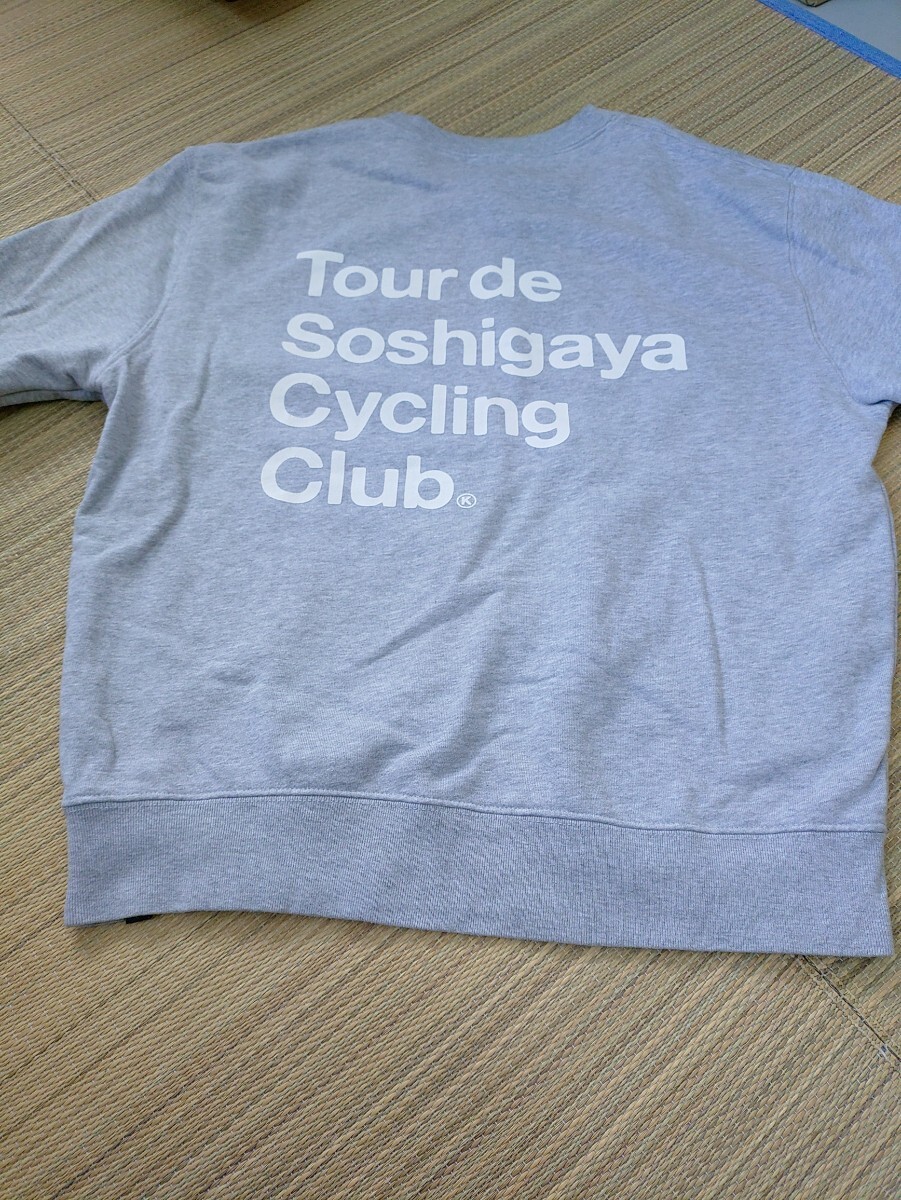 Tour de
Soshigaya
Cycling
Club.Ⓚ